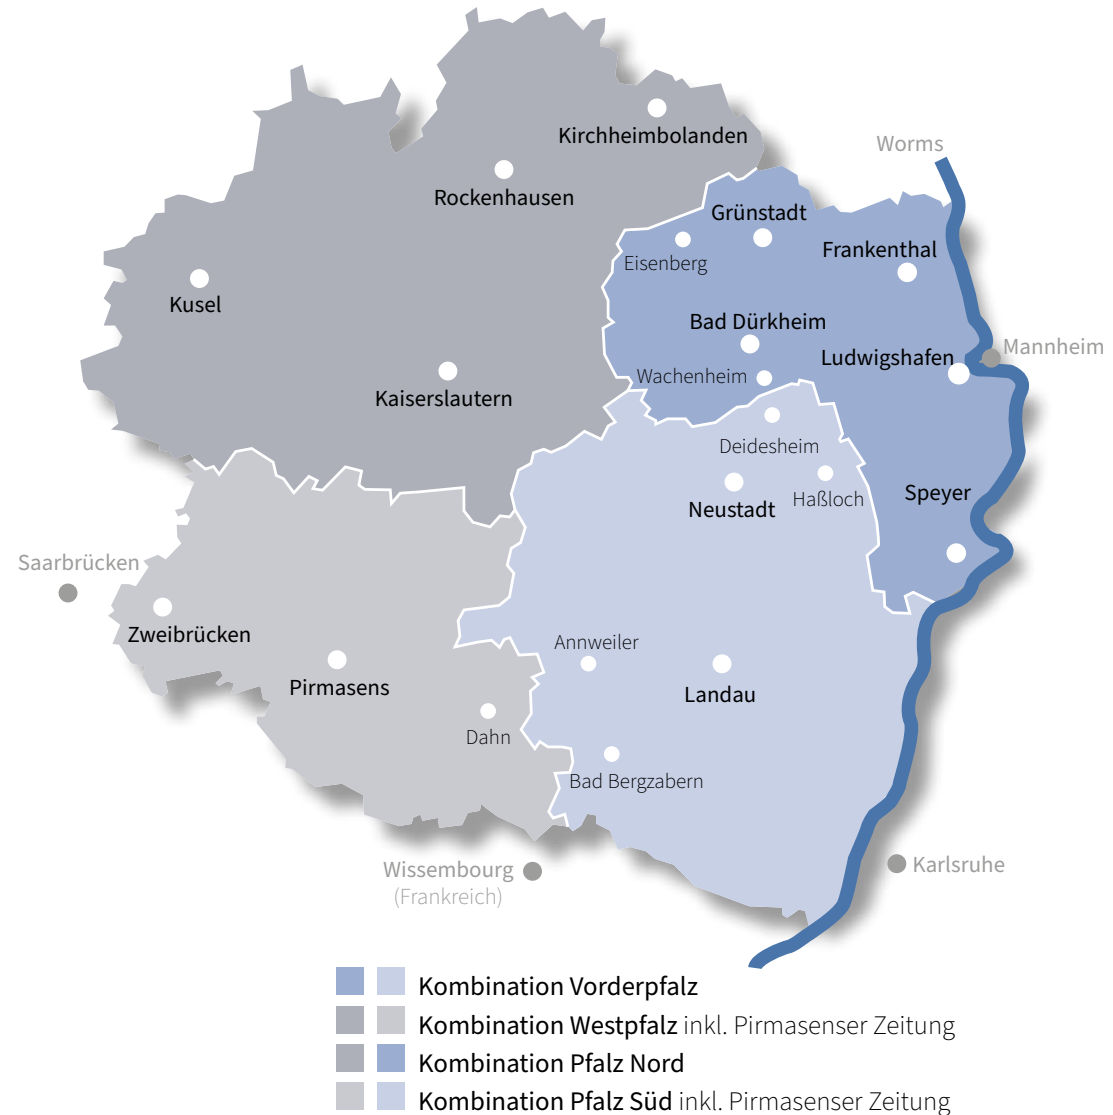 Kirchheimbolanden
Worms
Rockenhausen
Grünstadt
Frankenthal
Eisenberg
Kusel
Bad Dürkheim
Mannheim
Ludwigshafen
Wachenheim
Kaiserslautern
Deidesheim
Speyer
Haßloch
Neustadt
Saarbrücken
Zweibrücken
Annweiler
Pirmasens
Landau
Dahn
Bad Bergzabern
Wissembourg
(Frankreich)
Karlsruhe
Kombination Vorderpfalz
Kombination Westpfalz inkl. Pirmasenser Zeitung
Kombination Pfalz Nord
Kombination Pfalz Süd inkl. Pirmasenser Zeitung